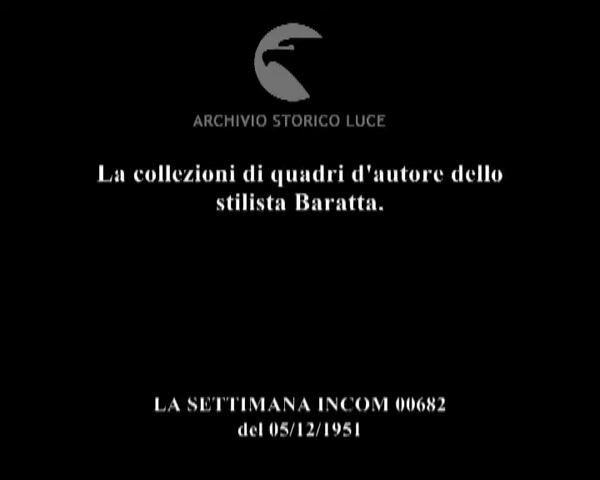 ARCHIVIO STORICO LUCE
La collezioni di quadri d'autore dello
stilista Baratta.
LA SETTIMANA INCOM 00682
del 05/12/1951